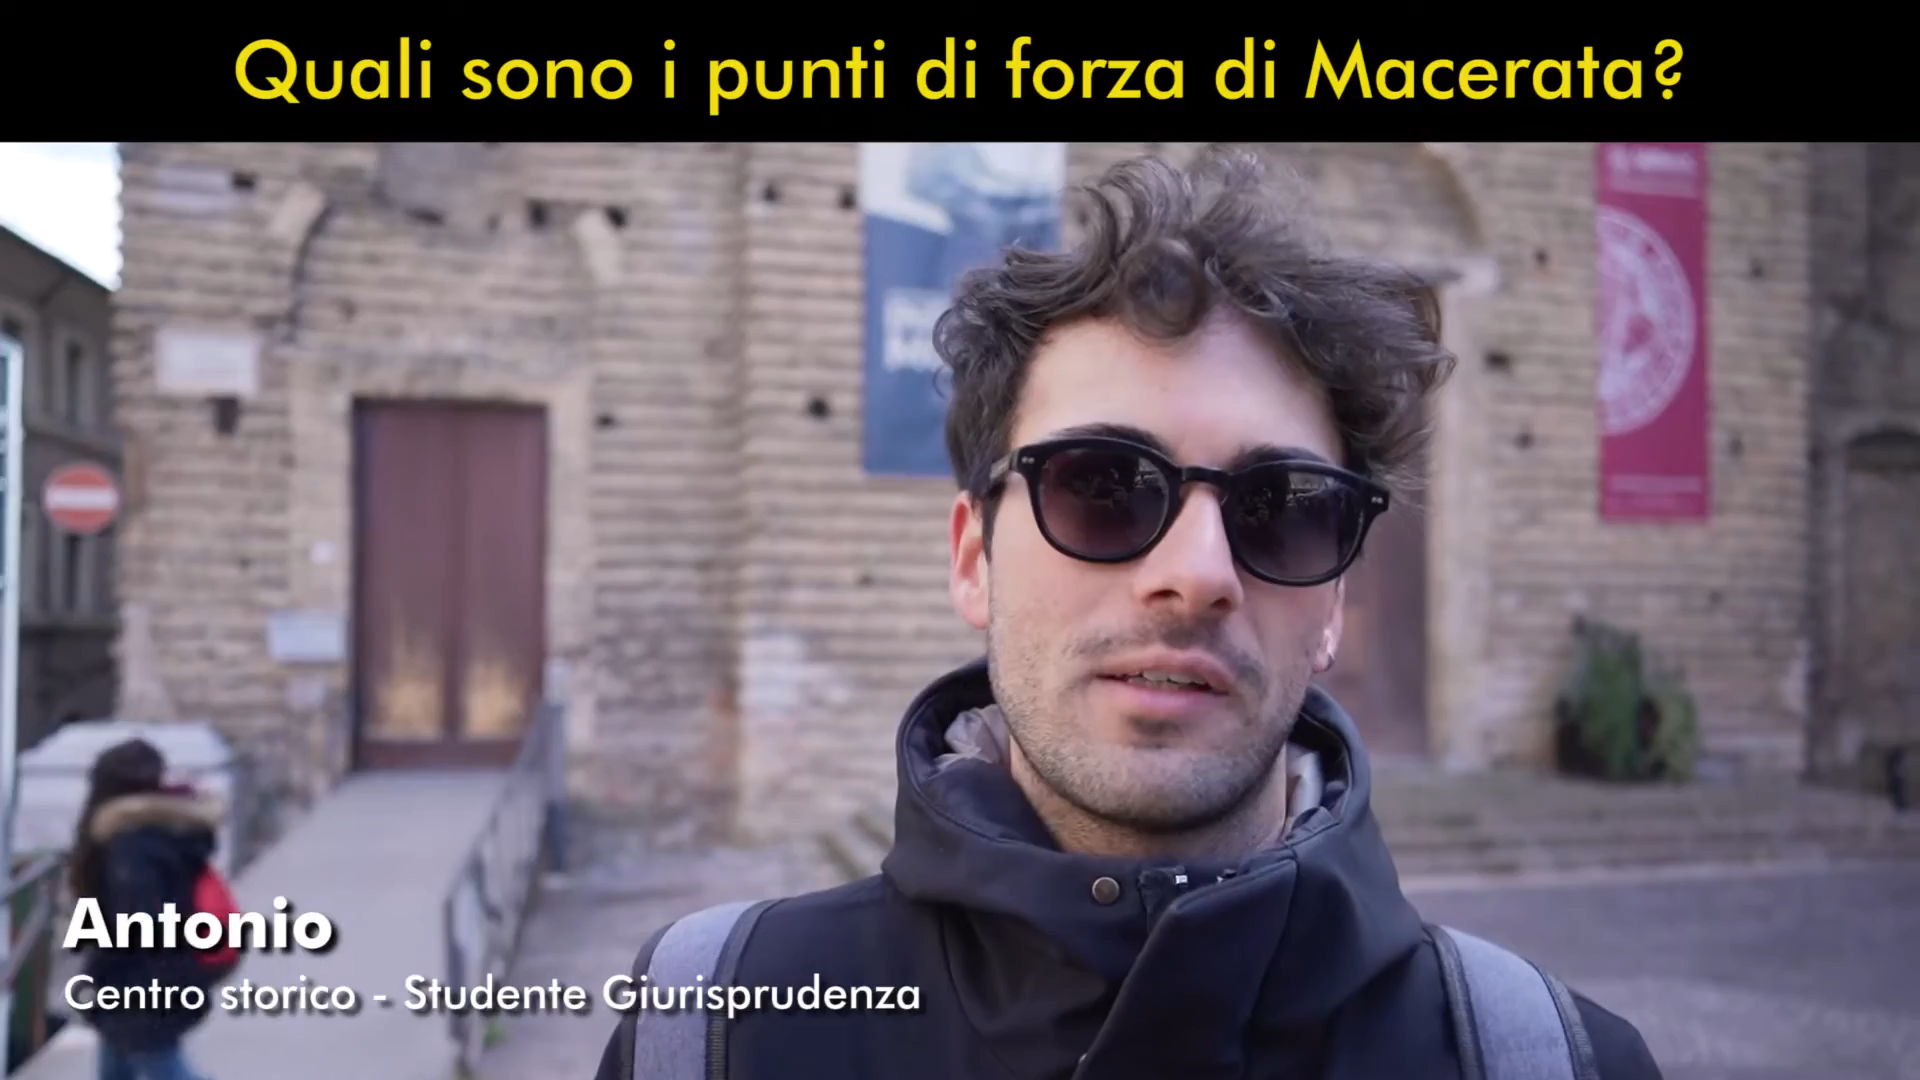 Quali sono i punti di forza di Macerata?
Antonio
Centro storico - Studente Giurisprudenza